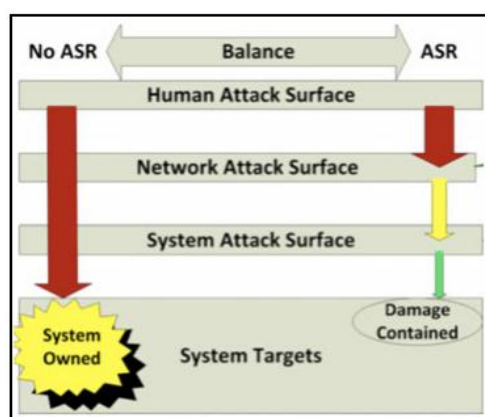 No ASR
Balance
ASR
Human Attack Surface
Network Attack Surface
System Attack Surface
System
Owned
System Targets
Damage
Contained